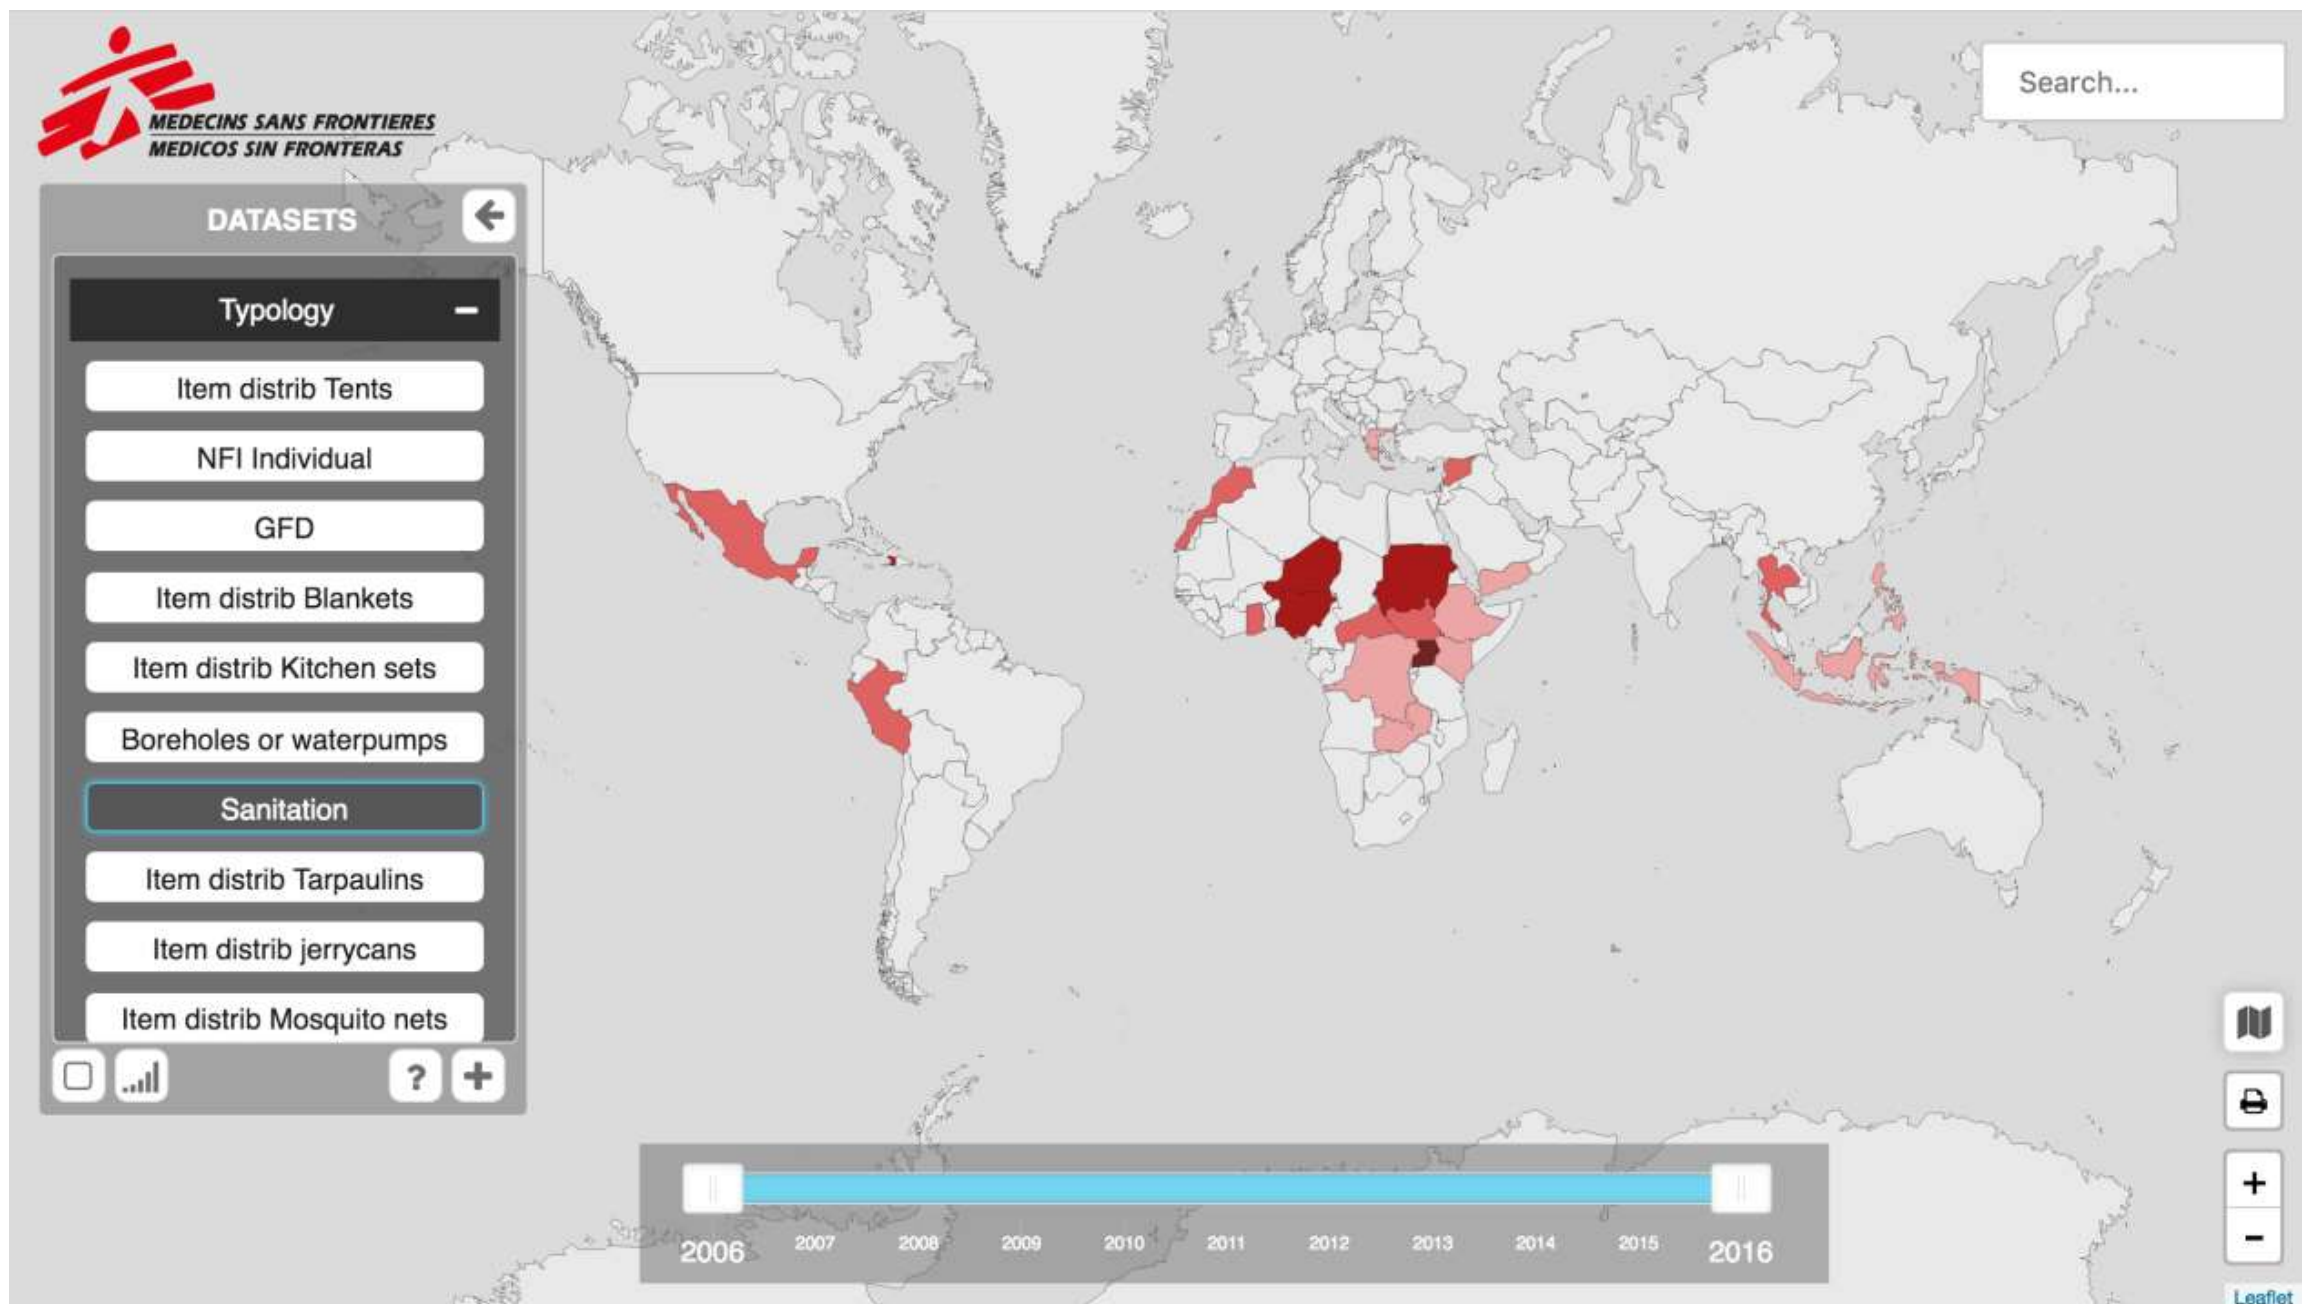 MEDECINS SANS FRONTIERES
MEDICOS SIN FRONTERAS
Search...
DATASETS
Typology
Item distrib Tents
NFI Individual
GFD
Item distrib Blankets
Item distrib Kitchen sets
Boreholes or waterpumps
Sanitation
Item distrib Tarpaulins
Item distrib jerrycans
Item distrib Mosquito nets
?
2006 2007 2008 2009 2010 2011 2012 2013 2014 2015 2016
Leaflet